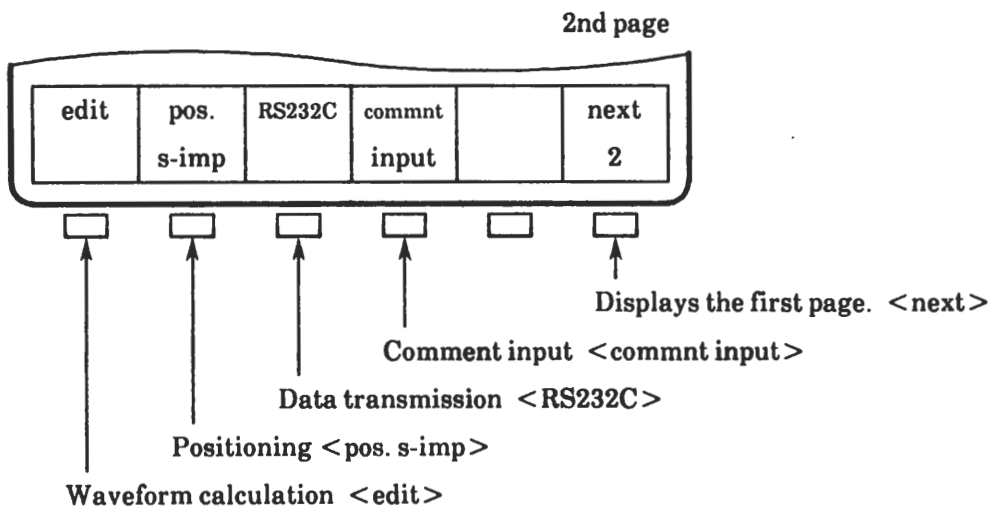 2nd page
edit pos. RS232C commnt next
s-imp input 2
Displays the first page. <next>
Comment input <commnt input>
Data transmission <RS232C>
Positioning <pos. s-imp>
Waveform calculation <edit>